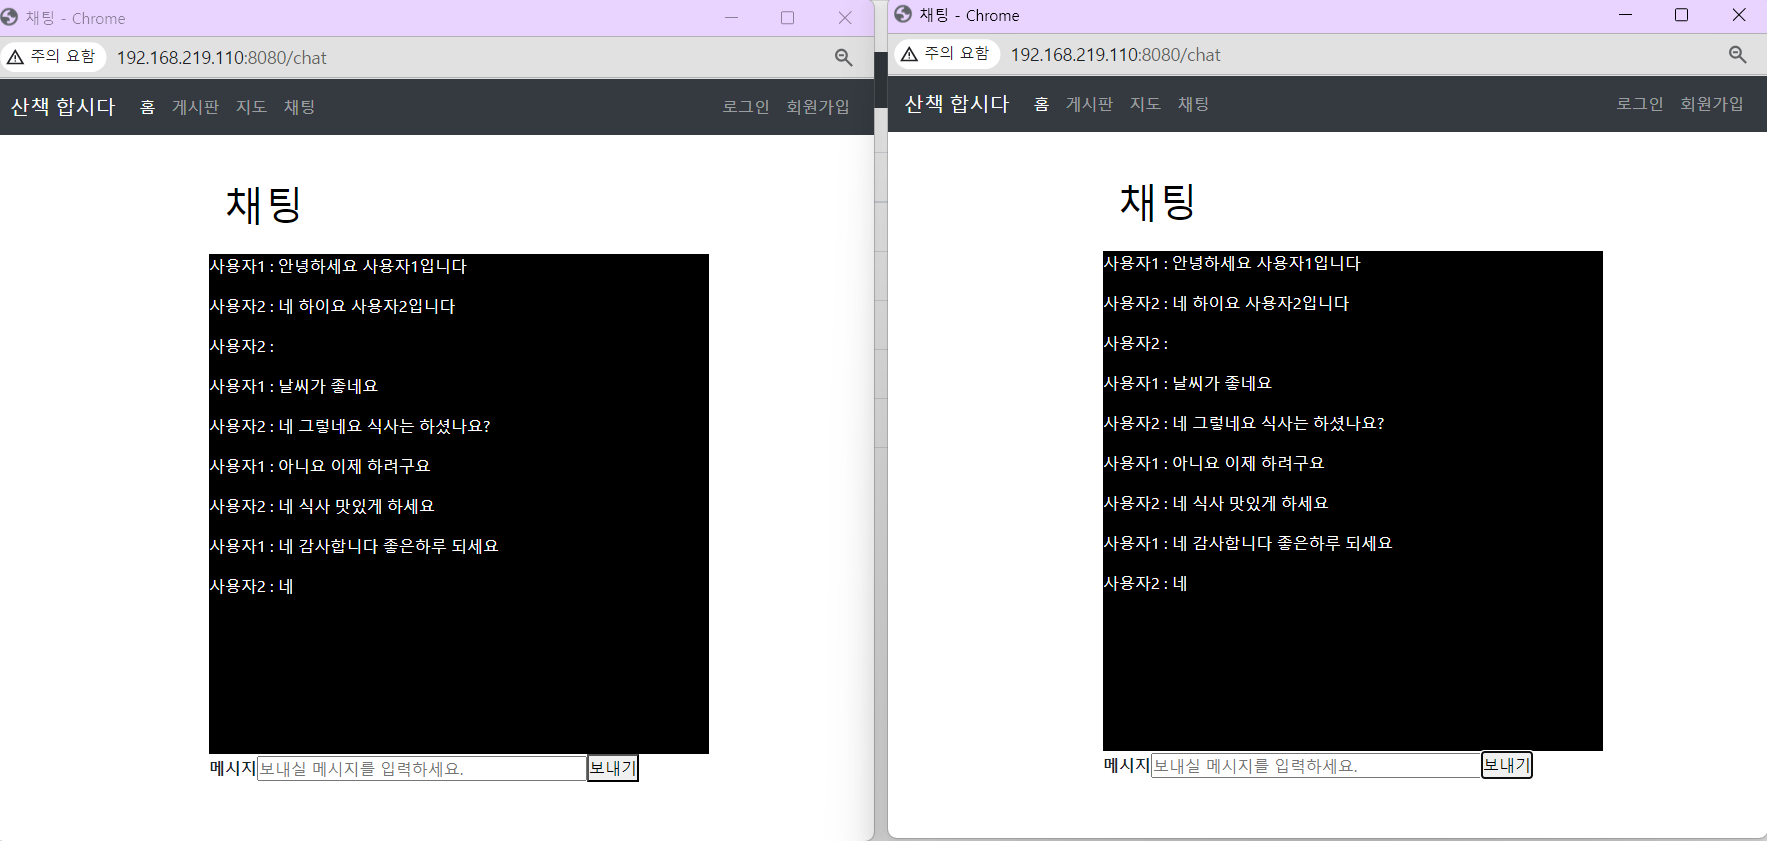 채팅 - Chrome
주의 요함 192.168.219.110:8080/chat
산책 합시다 홈 게시판 지도 채팅 로그인 회원가입
채팅
사용자1 : 안녕하세요 사용자1입니다
사용자2 : 네 하이요 사용자2입니다
사용자2 :
사용자1 : 날씨가 좋네요
사용자2 : 네 그렇네요 식사는 하셨나요?
사용자1 : 아니요 이제 하려구요
사용자2 : 네 식사 맛있게 하세요
사용자1 : 네 감사합니다 좋은하루 되세요
사용자2 : 네
메시지 보내실 메시지를 입력하세요. 보내기
채팅 - Chrome
주의 요함 192.168.219.110:8080/chat
산책 합시다 홈 게시판 지도 채팅 로그인 회원가입
채팅
사용자1 : 안녕하세요 사용자1입니다
사용자2 : 네 하이요 사용자2입니다
사용자2 :
사용자1 : 날씨가 좋네요
사용자2 : 네 그렇네요 식사는 하셨나요?
사용자1 : 아니요 이제 하려구요
사용자2 : 네 식사 맛있게 하세요
사용자1 : 네 감사합니다 좋은하루 되세요
사용자2 : 네
메시지 보내실 메시지를 입력하세요. 보내기